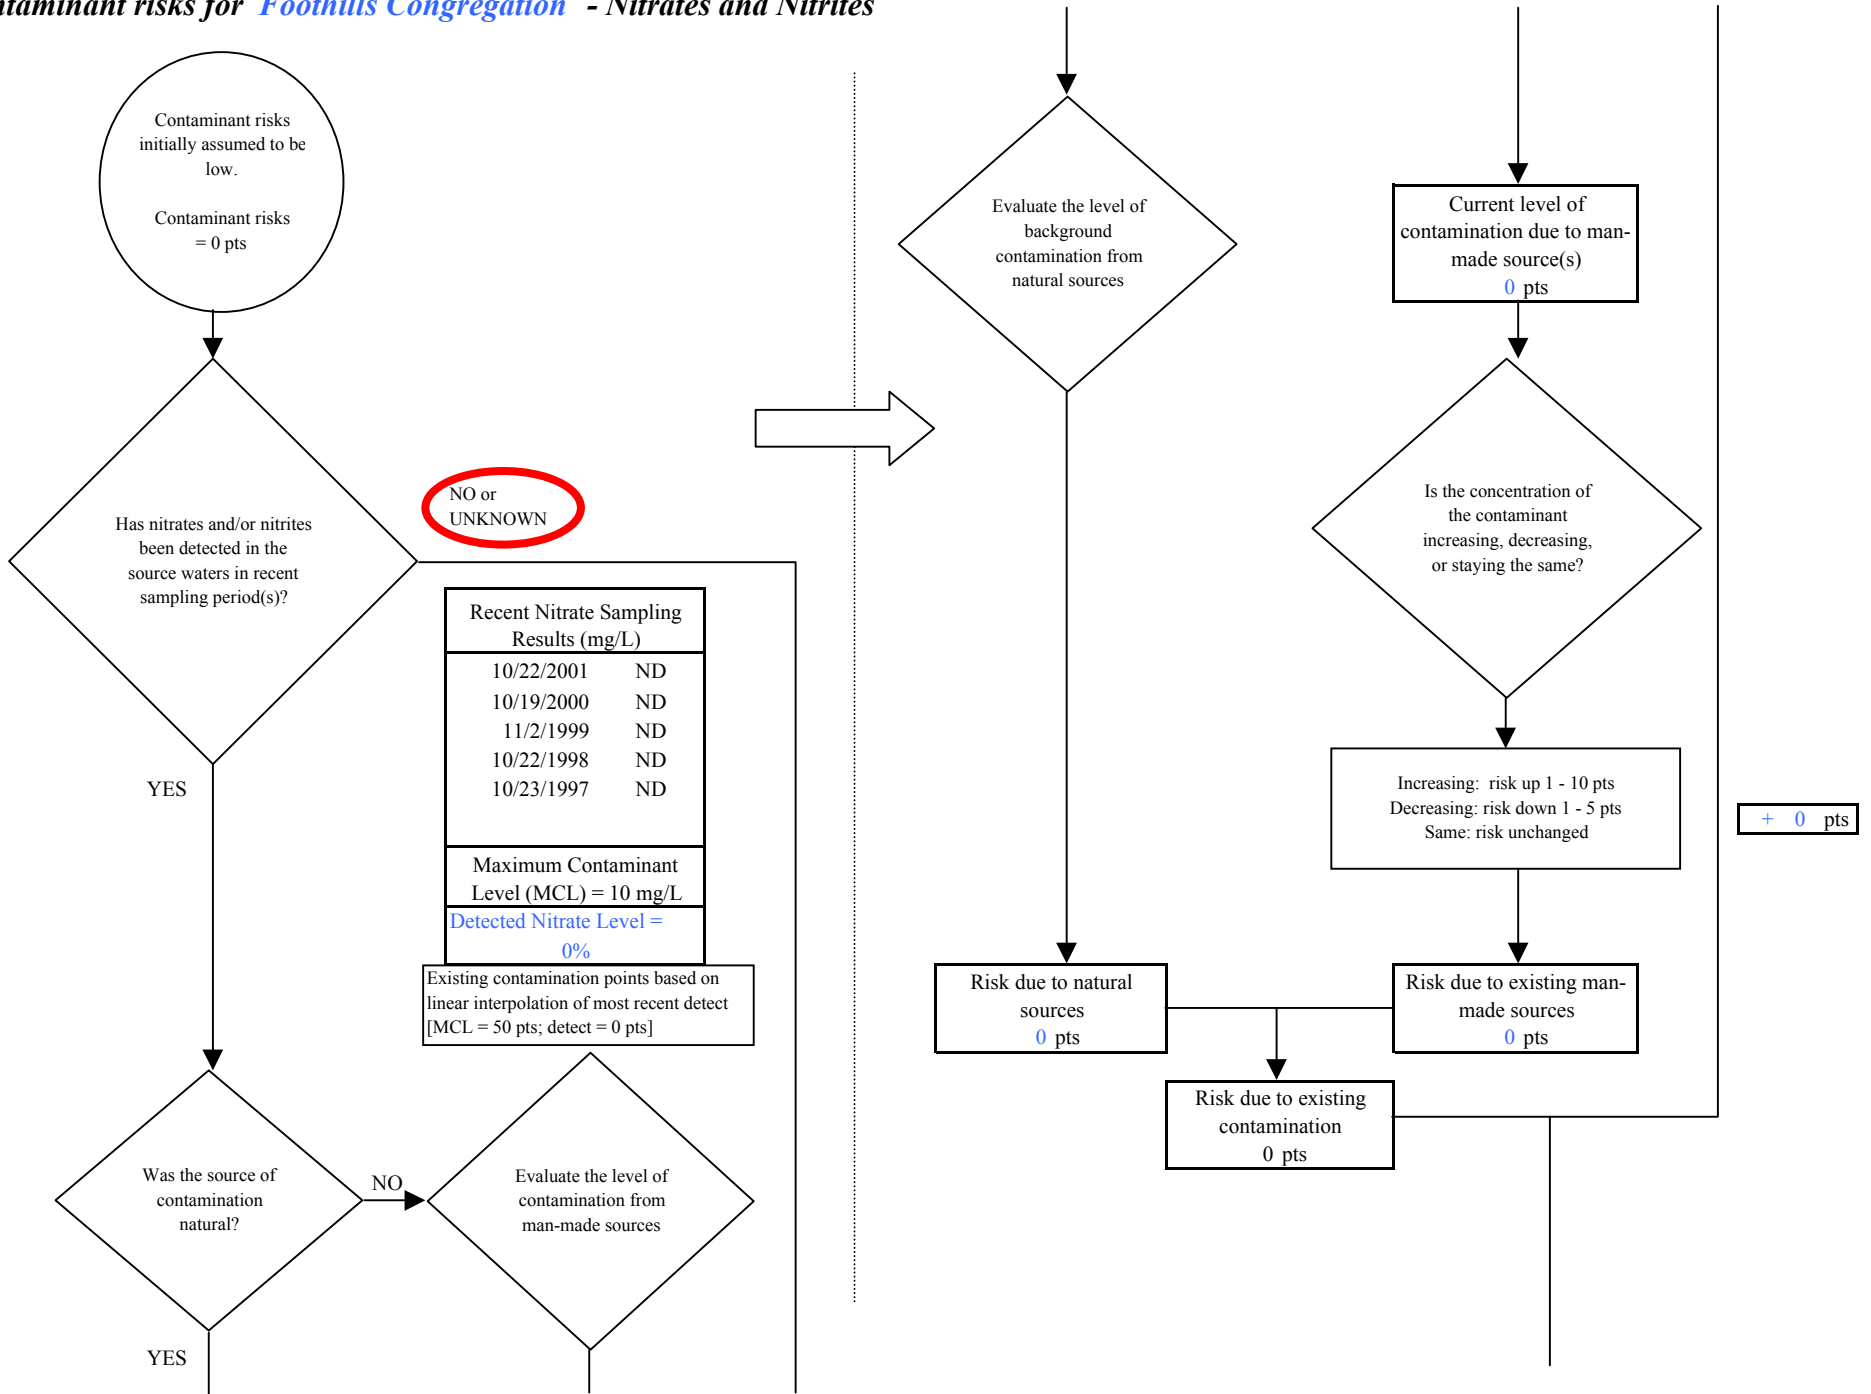 ntaminant risks for Foothills Congregation - Nitrates and Nitrites
Contaminant risks
initially assumed to be
low.
Contaminant risks
= 0 pts
Has nitrates and/or nitrites
been detected in the
source waters in recent
sampling period(s)?
NO or
UNKNOWN
YES
Recent Nitrate Sampling
Results (mg/L)
10/22/2001 ND
10/19/2000 ND
11/2/1999 ND
10/22/1998 ND
10/23/1997 ND
Maximum Contaminant
Level (MCL) = 10 mg/L
Detected Nitrate Level =
0%
Existing contamination points based on
linear interpolation of most recent detect
[MCL = 50 pts; detect = 0 pts]
Was the source of
contamination
natural?
NO
Evaluate the level of
contamination from
man-made sources
YES
Evaluate the level of
background
contamination from
natural sources
Current level of
contamination due to man-
made source(s)
0 pts
Is the concentration of
the contaminant
increasing, decreasing,
or staying the same?
Increasing: risk up 1 - 10 pts
Decreasing: risk down 1 - 5 pts
Same: risk unchanged
+ 0 pts
Risk due to natural
sources
0 pts
Risk due to existing man-
made sources
0 pts
Risk due to existing
contamination
0 pts